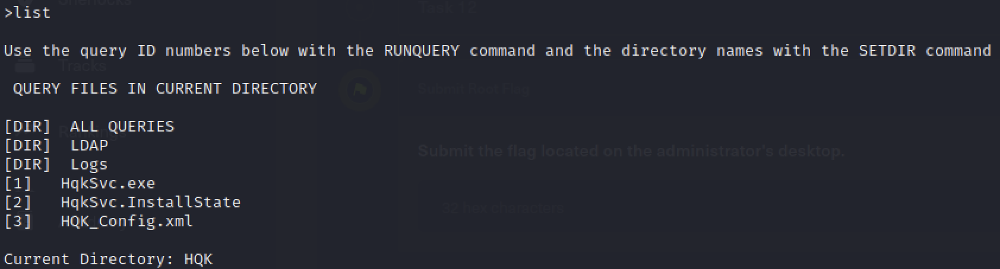 >list
Use the query ID numbers below with the RUNQUERY command and the directory names with the SETDIR command
QUERY FILES IN CURRENT DIRECTORY
[DIR] ALL QUERIES
[DIR] LDAP
[DIR] Logs
[1] HqkSvc.exe
[2] HqkSvc.InstallState
[3] HQK_Config.xml
Current Directory: HQK
Sherlocks
Task 12
Tracks
Submit Root Flag
Rankings
Submit the flag located on the administrator's desktop.
32 hex characters